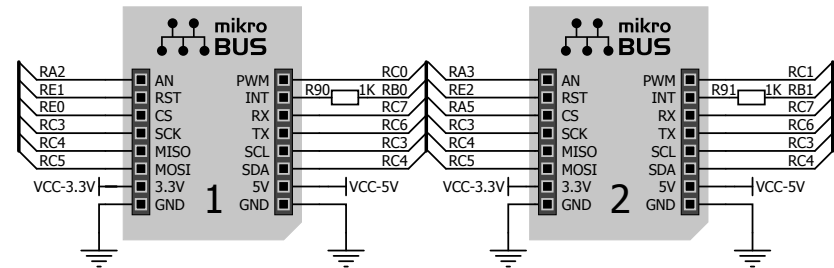 mikro
BUS
mikro
BUS
RA2 AN PWM RC0 RA3 AN PWM RC1
RE1 RST INT R90 1K RB0 RE2 RST INT R91 1K RB1
RE0 CS RX RC7 RA5 CS RX RC7
RC3 SCK TX RC6 RC3 SCK TX RC6
RC4 MISO SCL RC3 RC4 MISO SCL RC3
RC5 MOSI SDA RC4 RC5 MOSI SDA RC4
VCC-3.3V 3.3V 5V VCC-5V VCC-3.3V 3.3V 5V VCC-5V
GND 1 GND GND 2 GND